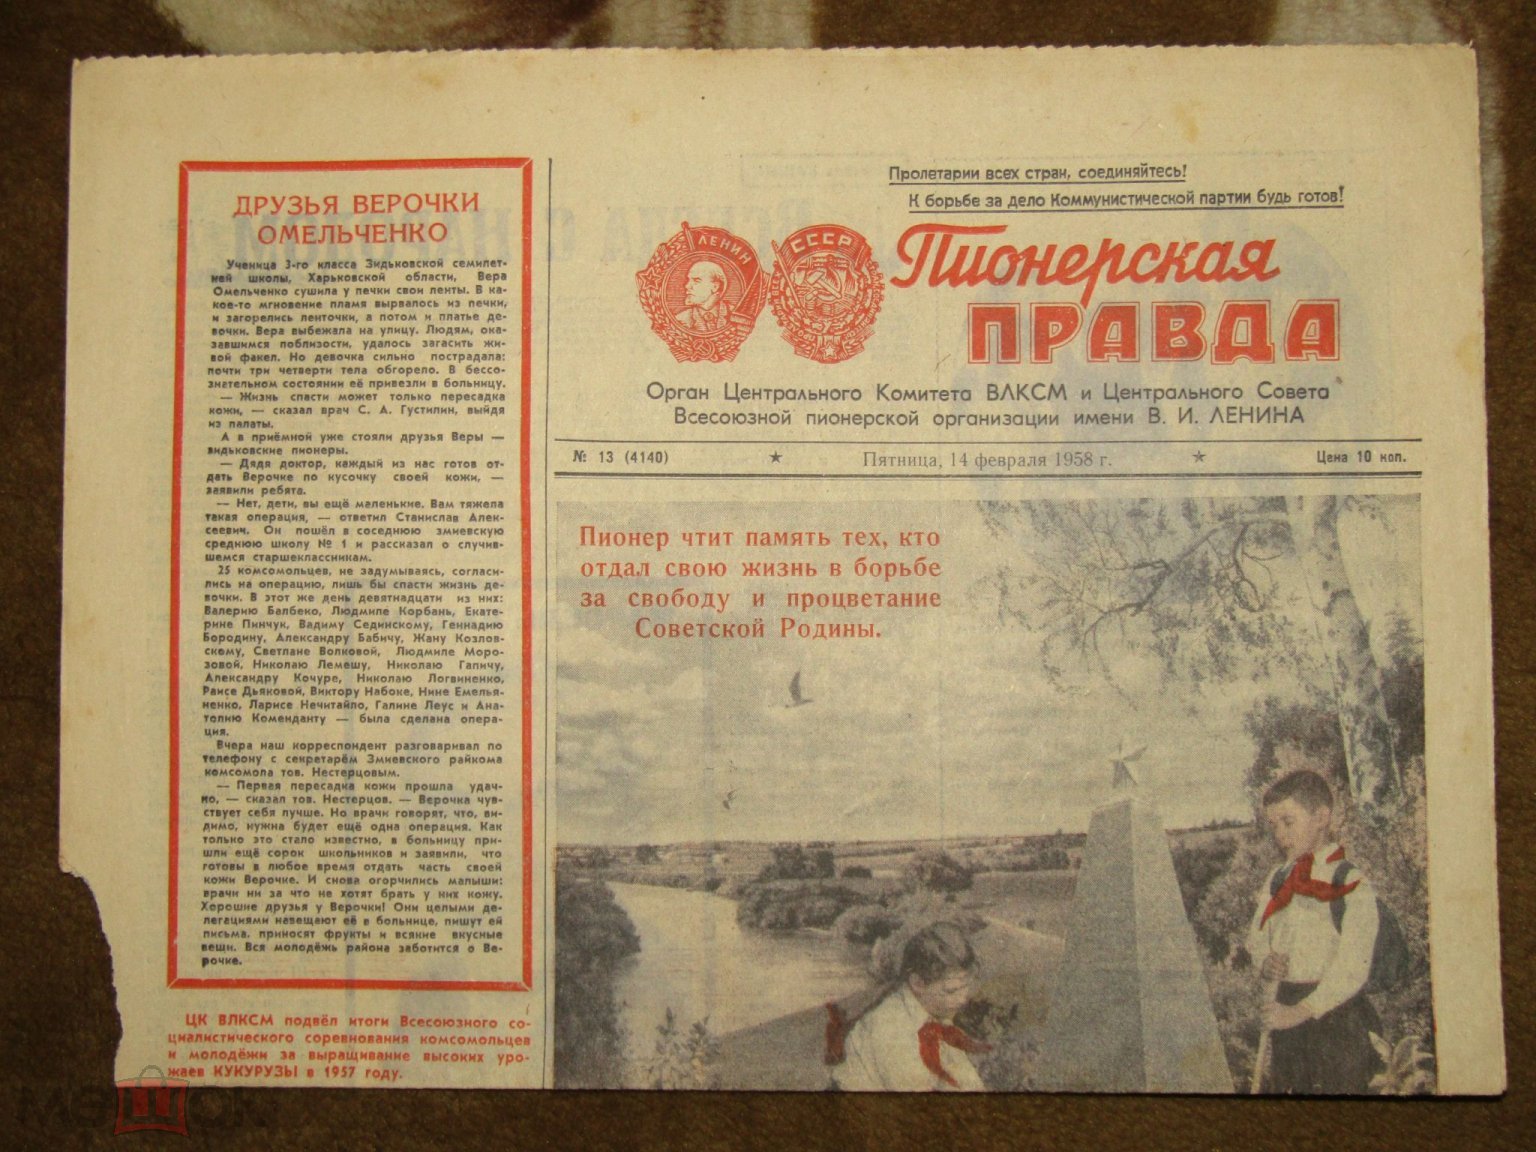 ДРУЗЬЯ ВЕРОЧКИ
ОМЕЛЬЧЕНКО
Ученица 3-го класса Зидьковской семилет-
ней школы, Харьковской области, Вера
Омельченко сушила у печки свои ленты. В ка-
кое-то мгновение пламя вырвалось из печки,
и загорелись ленточки, а потом и платье де-
вочки. Вера выбежала на улицу. Людям, ока-
завшимся поблизости, удалось загасить жи-
вой факел. Но девочка сильно пострадала:
почти три четверти тела обгорело. В бессо-
знательном состоянии её привезли в больницу.
— Жизнь спасти может только пересадка
кожи, — сказал врач С. А. Густилин, выйдя
из палаты.
А в приёмной уже стояли друзья Веры —
зидьковские пионеры.
— Дядя доктор, каждый из нас готов от-
дать Верочке по кусочку своей кожи, —
заявили ребята.
— Нет, дети, вы ещё маленькие. Вам тяжела
такая операция, — ответил Станислав Алек-
сеевич. Он пошёл в соседнюю змиевскую
среднюю школу № 1 и рассказал о случив-
шемся старшеклассникам.
25 комсомольцев, не задумываясь, согласи-
лись на операцию, лишь бы спасти жизнь де-
вочки. В этот же день девятнадцати из них:
Валерию Балбеко, Людмиле Корбань, Екате-
рине Пинчук, Вадиму Сединскому, Геннадию
Бородину, Александру Бабичу, Жану Козлов-
скому, Светлане Волковой, Людмиле Моро-
зовой, Николаю Лемешу, Николаю Гапичу,
Александру Кочуре, Николаю Логвиненко,
Раисе Дьяковой, Виктору Набоке, Нине Емелья-
ненко, Ларисе Нечитайло, Галине Леус и Ана-
толию Коменданту — была сделана опера-
ция.
Вчера наш корреспондент разговаривал по
телефону с секретарём Змиевского райкома
комсомола тов. Нестерцовым.
— Первая пересадка кожи прошла удач-
но, — сказал тов. Нестерцов. — Верочка чув-
ствует себя лучше. Но врачи говорят, что, ви-
димо, нужна будет ещё одна операция. Как
только это стало известно, в больницу при-
шли ещё сорок школьников и заявили, что
готовы в любое время отдать часть своей
кожи Верочке. И снова огорчились малыши:
врачи ни за что не хотят брать у них кожу.
Хорошие друзья у Верочки! Они целыми де-
легациями навещают её в больнице, пишут ей
письма, приносят фрукты и всякие вкусные
вещи. Вся молодёжь района заботится о Ве-
рочке.
ЦК ВЛКСМ подвёл итоги Всесоюзного со-
циалистического соревнования комсомольцев
и молодёжи за выращивание высоких уро-
жаев КУКУРУЗЫ в 1957 году.
Пролетарии всех стран, соединяйтесь!
К борьбе за дело Коммунистической партии будь готов!
ЛЕНИН
СССР
Пионерская
ПРАВДА
Орган Центрального Комитета ВЛКСМ и Центрального Совета
Всесоюзной пионерской организации имени В. И. ЛЕНИНА
№ 13 (4140) ★ Пятница, 14 февраля 1958 г. ★ Цена 10 коп.
Пионер чтит память тех, кто
отдал свою жизнь в борьбе
за свободу и процветание
Советской Родины.
мешок